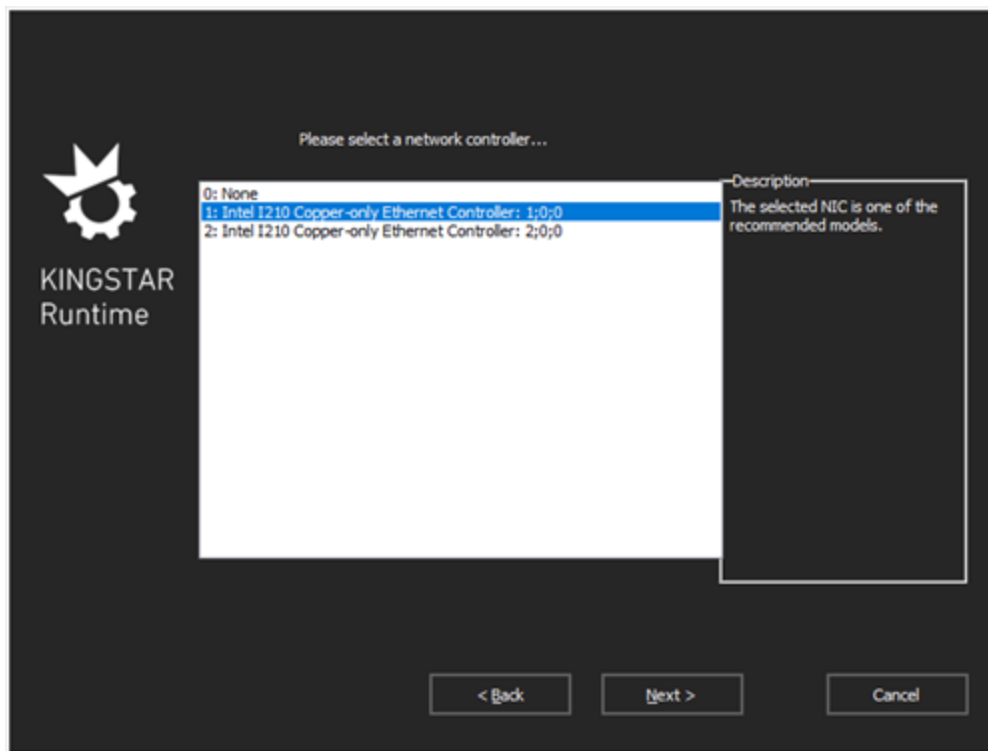 Please select a network controller...
KINGSTAR
Runtime
0: None
1: Intel I210 Copper-only Ethernet Controller: 1;0;0
2: Intel I210 Copper-only Ethernet Controller: 2;0;0
Description
The selected NIC is one of the
recommended models.
< Back
Next >
Cancel